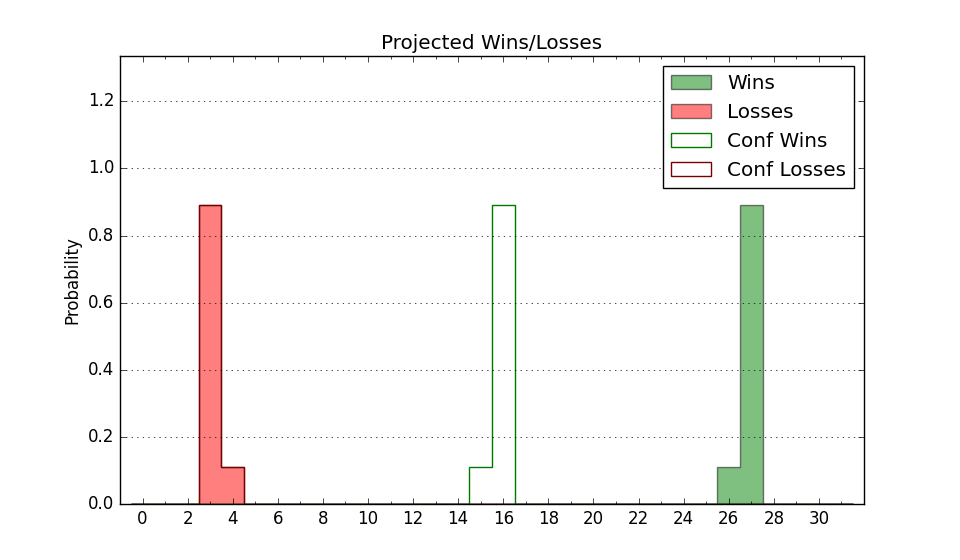 Projected Wins/Losses
Wins
Losses
Conf Wins
Conf Losses
Probability
1.2
1.0
0.8
0.6
0.4
0.2
0.0
0 2 4 6 8 10 12 14 16 18 20 22 24 26 28 30